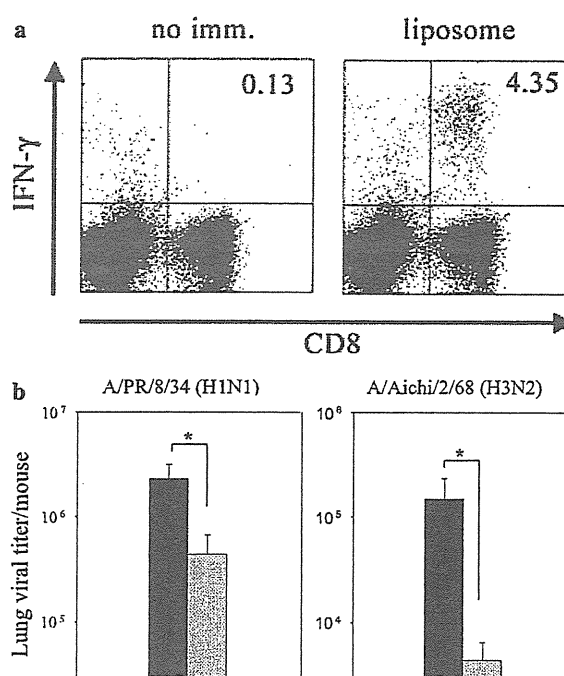 a
no imm.
liposome
0.13
4.35
IFN-γ
CD8
b
A/PR/8/34 (H1N1)
A/Aichi/2/68 (H3N2)
Lung viral titer/mouse
10⁷
*
10⁶
10⁵
10⁶
*
10⁵
10⁴